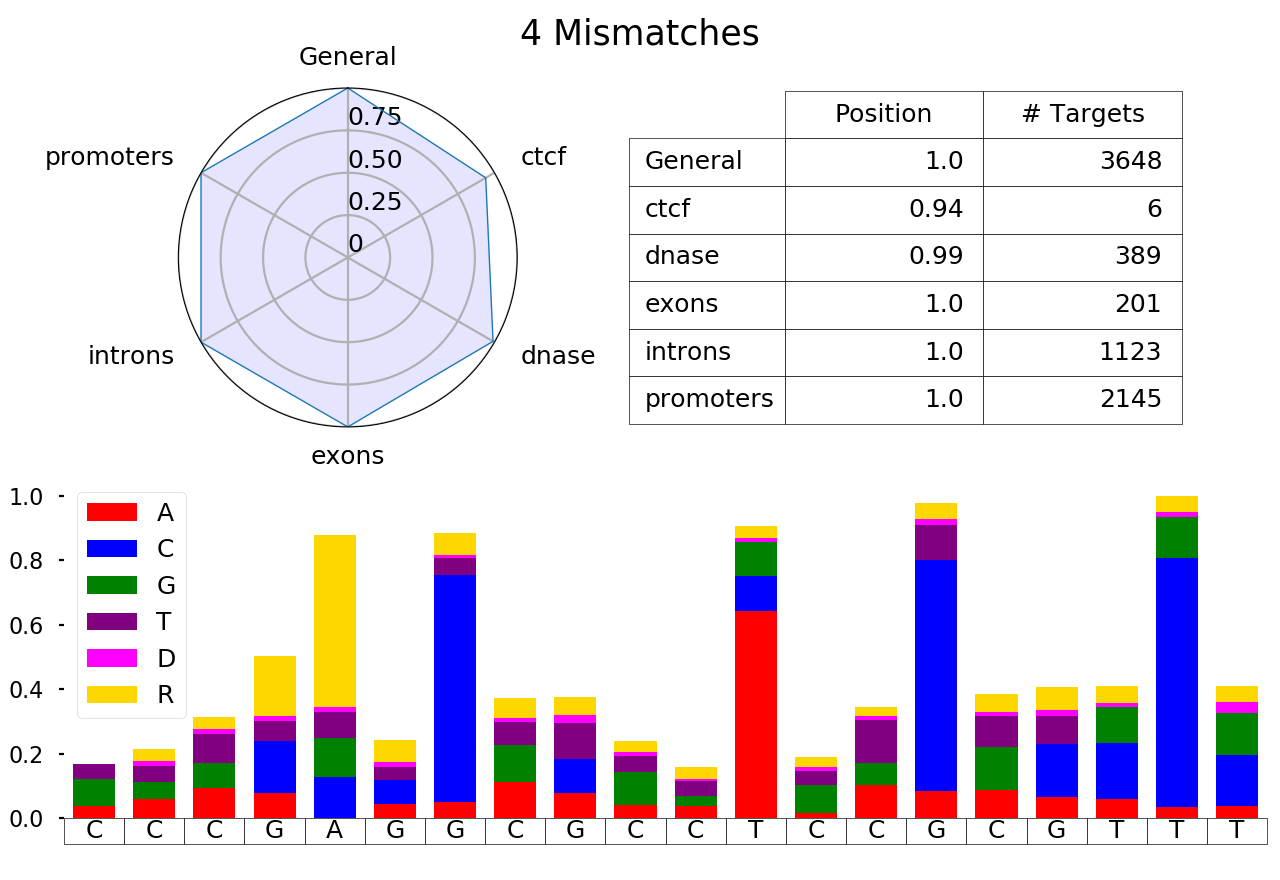 4 Mismatches
General
promoters
ctcf
introns
dnase
exons
0.75
0.50
0.25
0
Position # Targets
General 1.0 3648
ctcf 0.94 6
dnase 0.99 389
exons 1.0 201
introns 1.0 1123
promoters 1.0 2145
1.0
0.8
0.6
0.4
0.2
0.0
A
C
G
T
D
R
C C C G A G G C G C C T C C G C G T T T